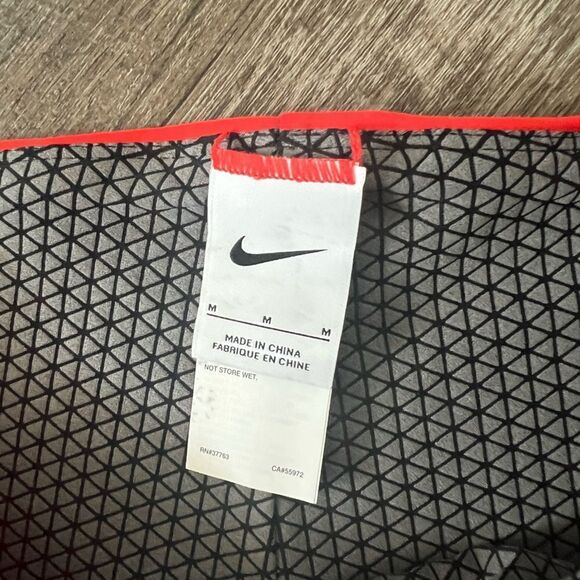 M M M
MADE IN CHINA
FABRIQUE EN CHINE
NOT STORE WET.
RN#37763 CA#55972